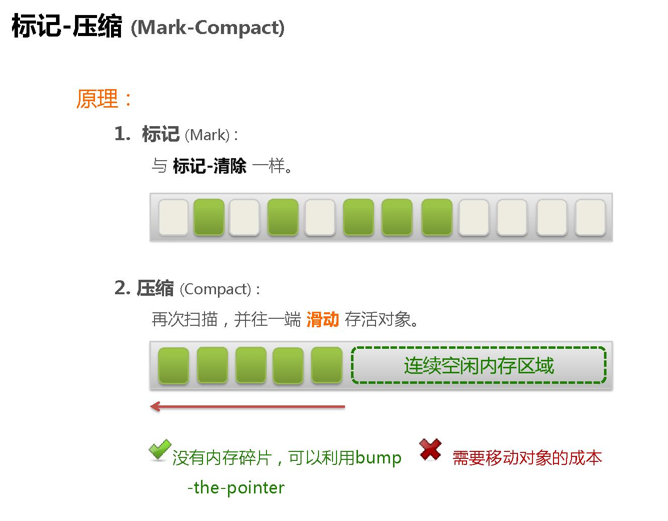 标记-压缩 (Mark-Compact)
原理：
1. 标记 (Mark)：
与 标记-清除 一样。
2. 压缩 (Compact)：
再次扫描，并往一端 滑动 存活对象。
连续空闲内存区域
没有内存碎片，可以利用bump
-the-pointer
需要移动对象的成本